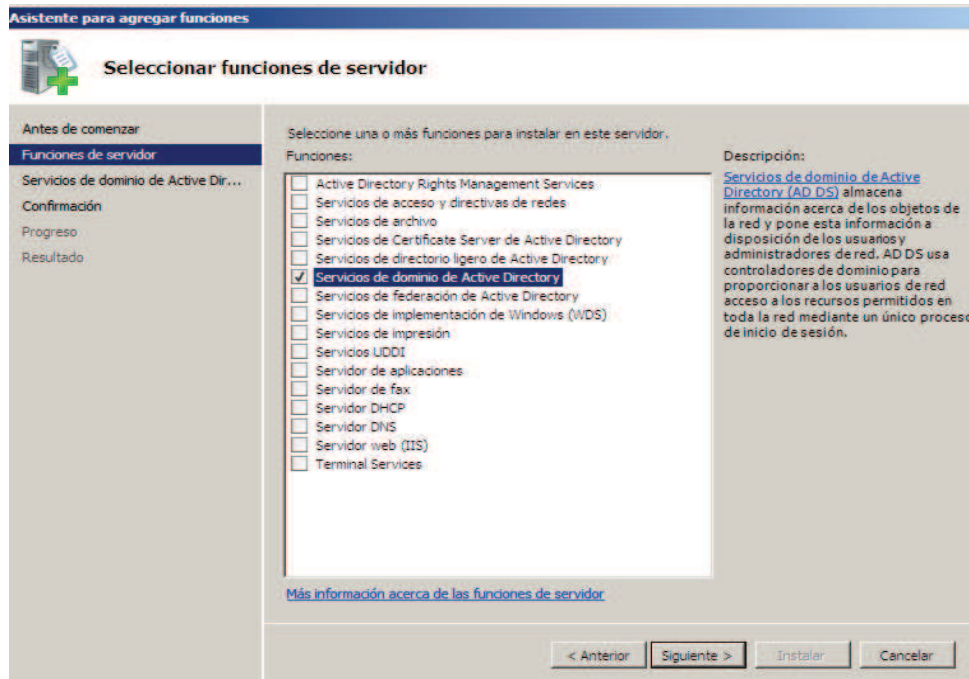 Asistente para agregar funciones
Seleccionar funciones de servidor
Antes de comenzar
Funciones de servidor
Servicios de dominio de Active Dir...
Confirmación
Progreso
Resultado
Seleccione una o más funciones para instalar en este servidor.
Funciones:
Active Directory Rights Management Services
Servicios de acceso y directivas de redes
Servicios de archivo
Servicios de Certificate Server de Active Directory
Servicios de directorio ligero de Active Directory
Servicios de dominio de Active Directory
Servicios de federación de Active Directory
Servicios de implementación de Windows (WDS)
Servicios de impresión
Servicios UDDI
Servidor de aplicaciones
Servidor de fax
Servidor DHCP
Servidor DNS
Servidor web (IIS)
Terminal Services
Más información acerca de las funciones de servidor
Descripción:
Servicios de dominio de Active
Directory (AD DS) almacena
información acerca de los objetos de
la red y pone esta información a
disposición de los usuarios y
administradores de red. AD DS usa
controladores de dominio para
proporcionar a los usuarios de red
acceso a los recursos permitidos en
toda la red mediante un único proceso
de inicio de sesión.
< Anterior
Siguiente >
Instalar
Cancelar